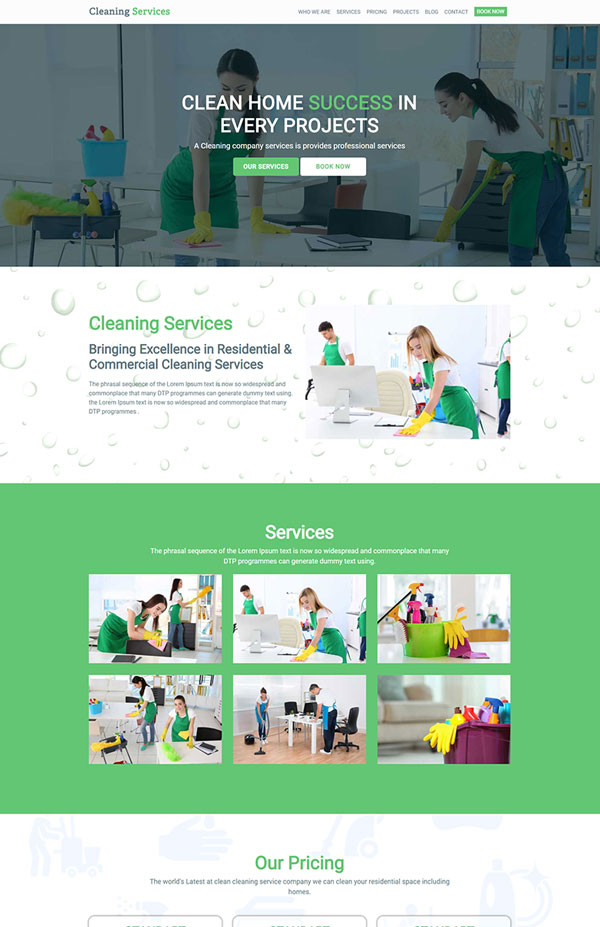 Cleaning Services
WHO WE ARE SERVICES PRICING PROJECTS BLOG CONTACT BOOK NOW
CLEAN HOME SUCCESS IN
EVERY PROJECTS
A Cleaning company services is provides professional services
OUR SERVICES BOOK NOW
Cleaning Services
Bringing Excellence in Residential &
Commercial Cleaning Services
The phrasal sequence of the Lorem Ipsum text is now so widespread and
commonplace that many DTP programmes can generate dummy text using.
the Lorem Ipsum text is now so widespread and commonplace that many
DTP programmes .
Services
The phrasal sequence of the Lorem Ipsum text is now so widespread and commonplace that many
DTP programmes can generate dummy text using.
Our Pricing
The world's Latest at clean cleaning service company we can clean your residential space including
homes.